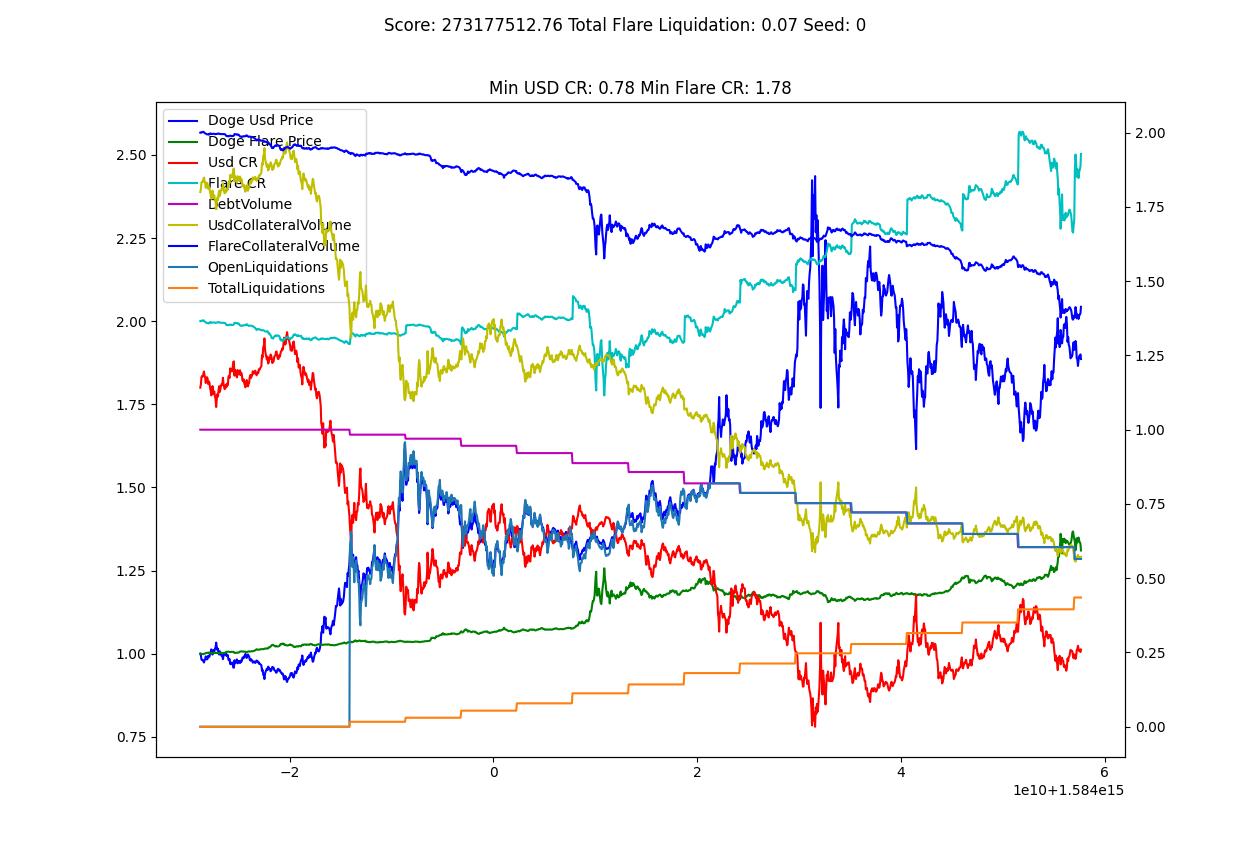 Score: 273177512.76 Total Flare Liquidation: 0.07 Seed: 0
Min USD CR: 0.78 Min Flare CR: 1.78
Doge Usd Price
Doge Flare Price
Usd CR
Flare CR
DebtVolume
UsdCollateralVolume
FlareCollateralVolume
OpenLiquidations
TotalLiquidations
2.50
2.25
2.00
1.75
1.50
1.25
1.00
0.75
2.00
1.75
1.50
1.25
1.00
0.75
0.50
0.25
0.00
−2
0
2
4
6
1e10+1.584e15